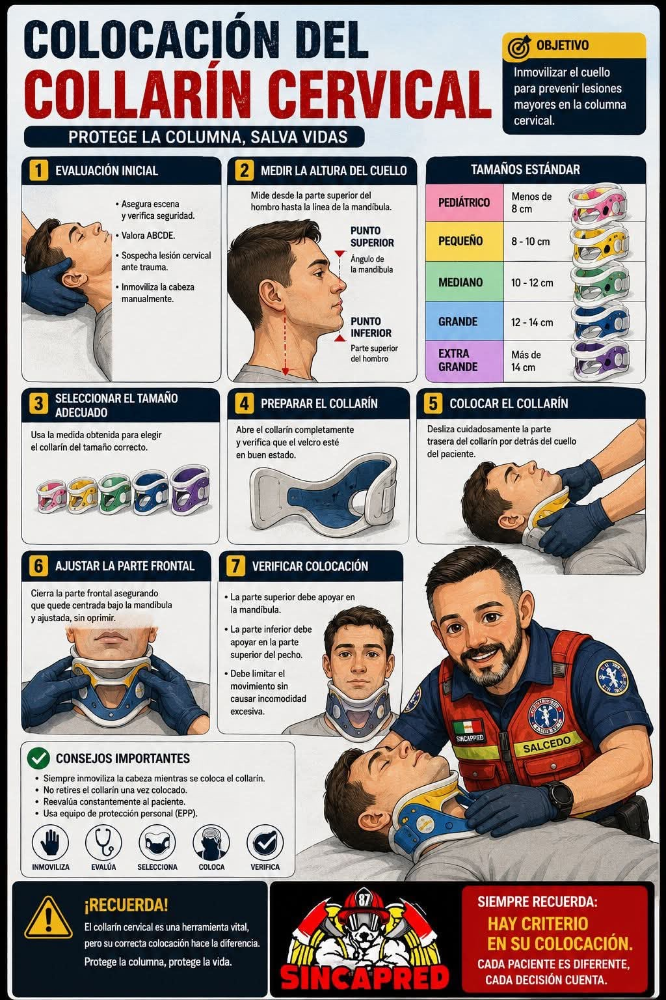 COLOCACIÓN DEL
COLLARÍN CERVICAL
PROTEGE LA COLUMNA, SALVA VIDAS
OBJETIVO
Inmovilizar el cuello
para prevenir lesiones
mayores en la columna
cervical.
1 EVALUACIÓN INICIAL
• Asegura escena
y verifica seguridad.
• Valora ABCDE.
• Sospecha lesión cervical
ante trauma.
• Inmoviliza la cabeza
manualmente.
2 MEDIR LA ALTURA DEL CUELLO
Mide desde la parte superior del
hombro hasta la línea de la mandíbula.
PUNTO
SUPERIOR
Ángulo de
la mandíbula
PUNTO
INFERIOR
Parte superior
del hombro
TAMAÑOS ESTÁNDAR
PEDIÁTRICO
Menos de
8 cm
PEQUEÑO
8 - 10 cm
MEDIANO
10 - 12 cm
GRANDE
12 - 14 cm
EXTRA
GRANDE
Más de
14 cm
3 SELECCIONAR EL TAMAÑO
ADECUADO
Usa la medida obtenida para elegir
el collarín del tamaño correcto.
4 PREPARAR EL COLLARÍN
Abre el collarín completamente
y verifica que el velcro esté
en buen estado.
5 COLOCAR EL COLLARÍN
Desliza cuidadosamente la parte
trasera del collarín por detrás del cuello
del paciente.
6 AJUSTAR LA PARTE FRONTAL
Cierra la parte frontal asegurando
que quede centrada bajo la mandibula
y ajustada, sin oprimir.
7 VERIFICAR COLOCACIÓN
• La parte superior debe apoyar en
la mandíbula.
• La parte inferior debe
apoyar en la parte
superior del pecho.
• Debe limitar el
movimiento sin
causar incomodidad
excesiva.
SINCAPPED
SALCEDO
CONSEJOS IMPORTANTES
• Siempre inmoviliza la cabeza mientras se coloca el collarín.
• No retires el collarín una vez colocado.
• Reevalúa constantemente al paciente.
• Usa equipo de protección personal (EPP).
INMOVILIZA
EVALÚA
SELECCIONA
COLOCA
VERIFICA
¡RECUERDA!
El collarín cervical es una herramienta vital,
pero su correcta colocación hace la diferencia.
Protege la columna, protege la vida.
87
SINCAPRED
SIEMPRE RECUERDA:
HAY CRITERIO
EN SU COLOCACIÓN.
CADA PACIENTE ES DIFERENTE,
CADA DECISIÓN CUENTA.